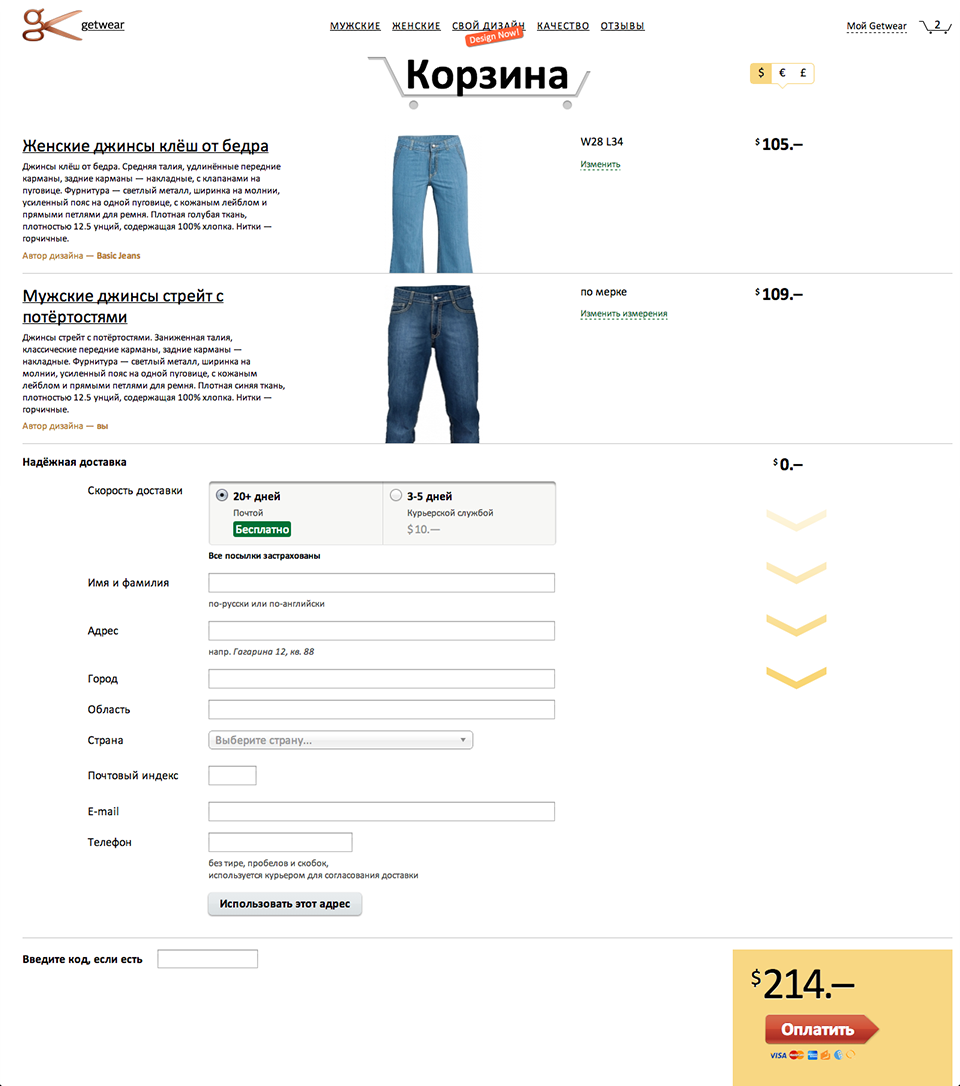 getwear
МУЖСКИЕ ЖЕНСКИЕ СВОЙ ДИЗАЙН КАЧЕСТВО ОТЗЫВЫ
Design Now!
Мой Getwear 2
Корзина
$ € £
Женские джинсы клёш от бедра
Джинсы клёш от бедра. Средняя талия, удлинённые передние
карманы, задние карманы — накладные, с клапанами на
пуговице. Фурнитура — светлый металл, ширинка на молнии,
усиленный пояс на одной пуговице, с кожаным лейблом и
прямыми петлями для ремня. Плотная голубая ткань,
плотностью 12.5 унций, содержащая 100% хлопка. Нитки —
горчичные.
Автор дизайна — Basic Jeans
W28 L34
Изменить
$105.—
Мужские джинсы стрейт с
потёртостями
Джинсы стрейт с потёртостями. Заниженная талия,
классические передние карманы, задние карманы —
накладные. Фурнитура — светлый металл, ширинка на
молнии, усиленный пояс на одной пуговице, с кожаным
лейблом и прямыми петлями для ремня. Плотная синяя ткань,
плотностью 12.5 унций, содержащая 100% хлопка. Нитки —
горчичные.
Автор дизайна — вы
по мерке
Изменить измерения
$109.—
Надёжная доставка
$0.—
Скорость доставки
20+ дней
Почтой
Бесплатно
3-5 дней
Курьерской службой
$10.—
Все посылки застрахованы
Имя и фамилия
по-русски или по-английски
Адрес
напр. Гагарина 12, кв. 88
Город
Область
Страна
Выберите страну...
Почтовый индекс
E-mail
Телефон
без тире, пробелов и скобок,
используется курьером для согласования доставки
Использовать этот адрес
Введите код, если есть
$214.—
Оплатить
VISA